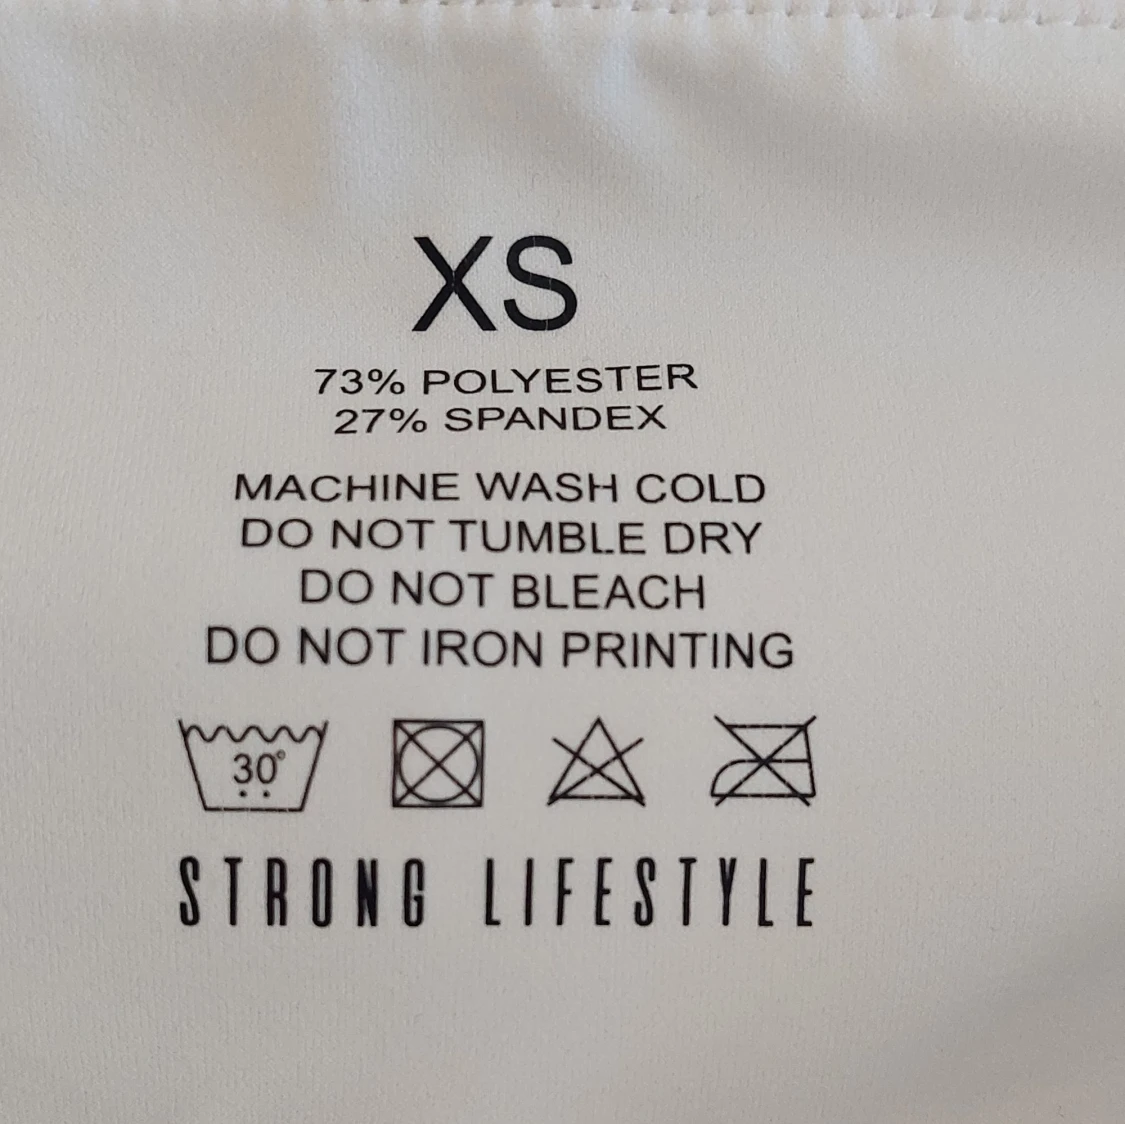 XS
73% POLYESTER
27% SPANDEX
MACHINE WASH COLD
DO NOT TUMBLE DRY
DO NOT BLEACH
DO NOT IRON PRINTING
30°
STRONG LIFESTYLE